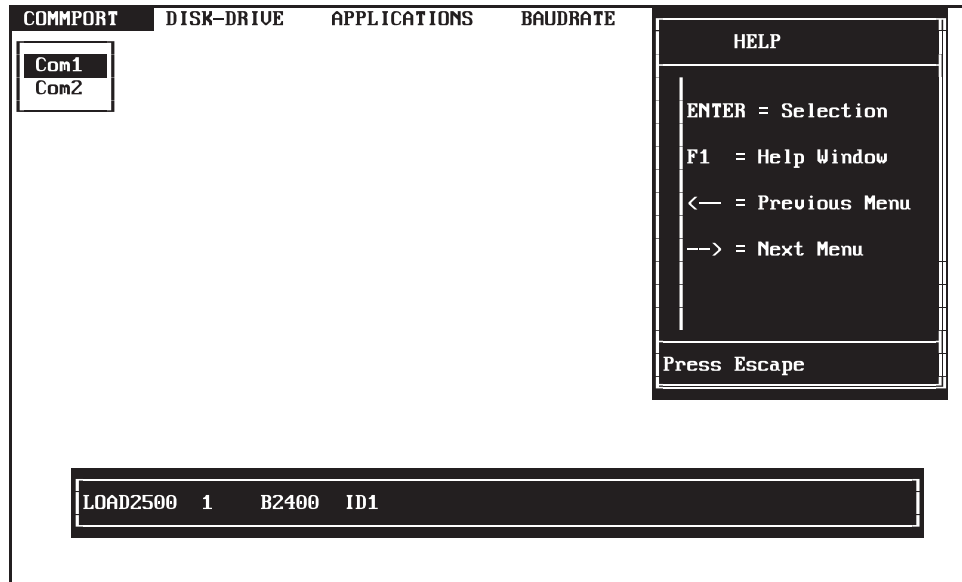 COMMPORT DISK-DRIVE APPLICATIONS BAUDRATE
Com1
Com2
HELP
ENTER = Selection
F1 = Help Window
<-- = Previous Menu
--> = Next Menu
Press Escape
LOAD2500 1 B2400 ID1